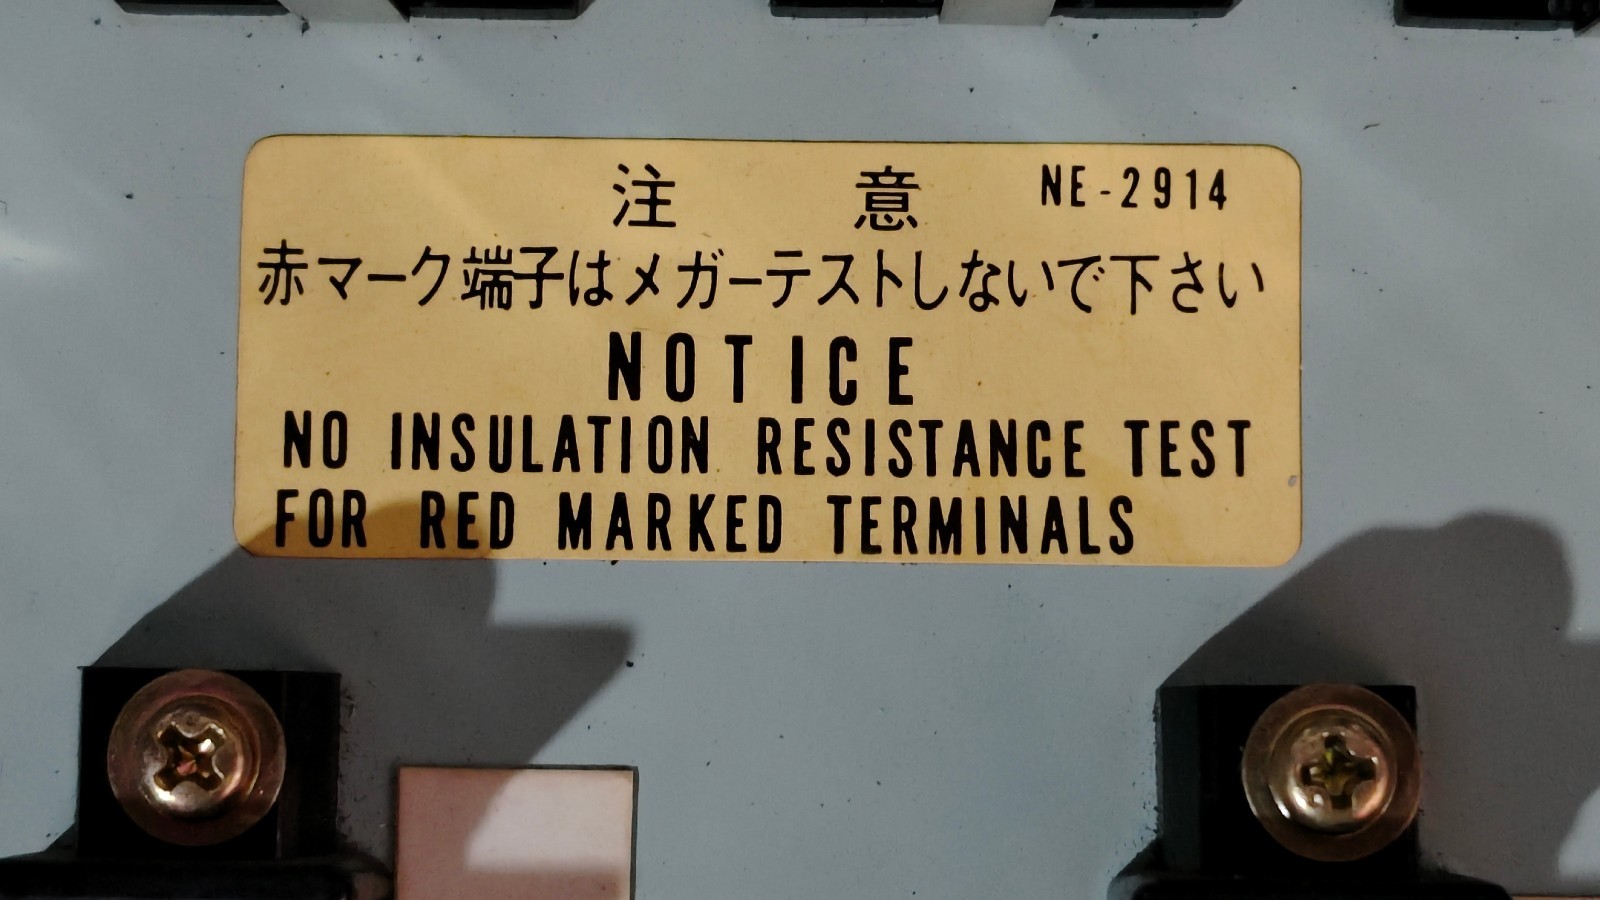 注 意 NE-2914
赤マーク端子はメガーテストしないで下さい
NOTICE
NO INSULATION RESISTANCE TEST
FOR RED MARKED TERMINALS